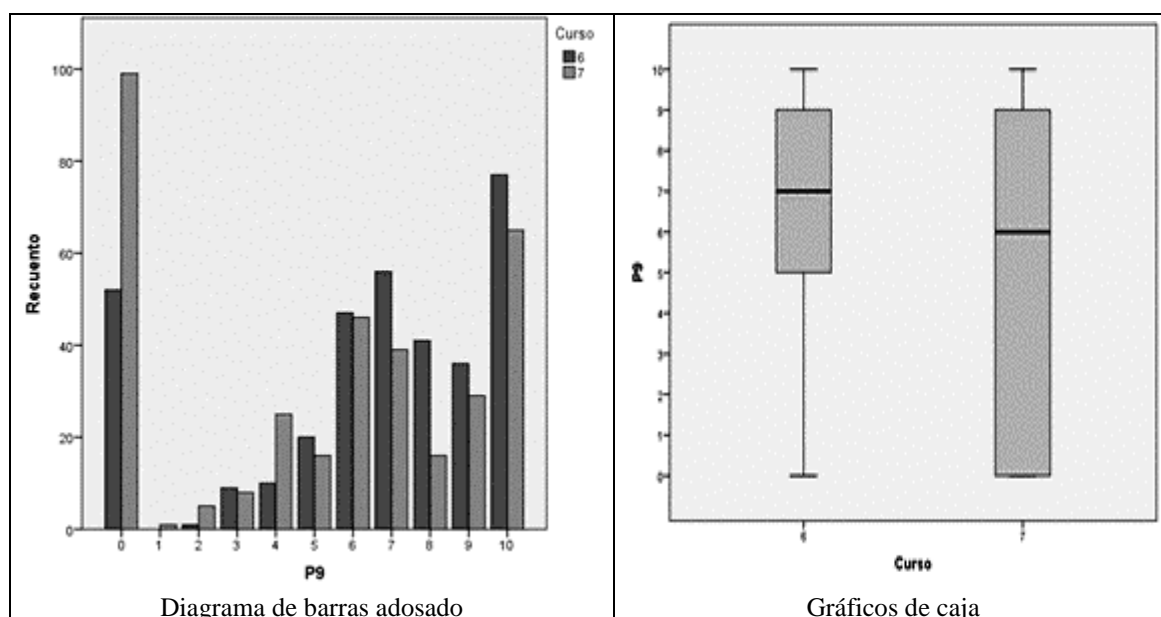 Curso
6
7
100
80
60
40
20
0
Recuento
0 1 2 3 4 5 6 7 8 9 10
P9
Diagrama de barras adosado
10
9
8
7
6
5
4
3
2
1
0
P9
6 7
Curso
Gráficos de caja